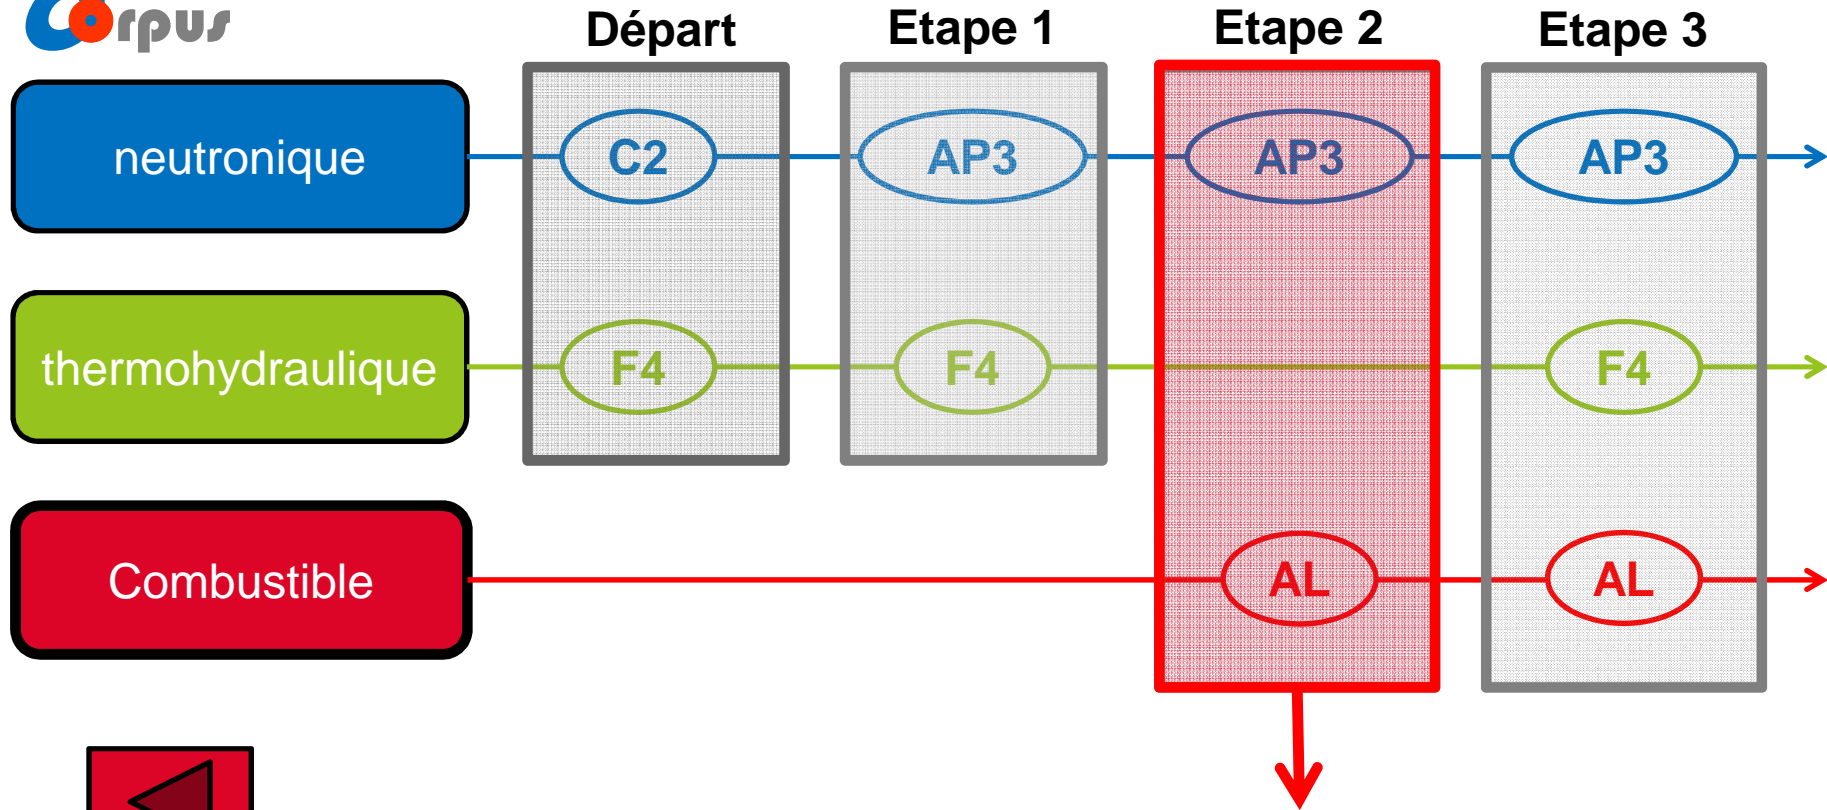 Corpus
Départ Etape 1 Etape 2 Etape 3
neutronique C2 AP3 AP3 AP3
thermohydraulique F4 F4 F4
Combustible AL AL